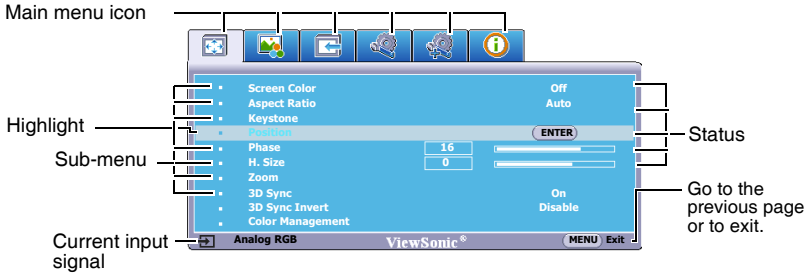 Main menu icon
Screen Color Off
Aspect Ratio Auto
Keystone
Highlight
Position ENTER
Status
Phase 16
Sub-menu
H. Size 0
Zoom
3D Sync On
3D Sync Invert Disable
Color Management
Go to the
previous page
or to exit.
Current input
signal
Analog RGB ViewSonic® MENU Exit